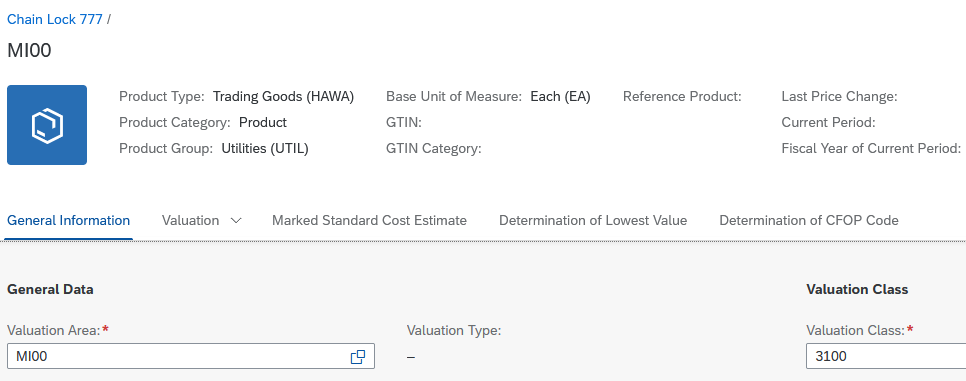 Chain Lock 777 /
MI00
Product Type: Trading Goods (HAWA) Base Unit of Measure: Each (EA) Reference Product: Last Price Change:
Product Category: Product GTIN: Current Period:
Product Group: Utilities (UTIL) GTIN Category: Fiscal Year of Current Period:
General Information Valuation Marked Standard Cost Estimate Determination of Lowest Value Determination of CFOP Code
General Data Valuation Class
Valuation Area:* Valuation Type: Valuation Class:*
MI00 – 3100